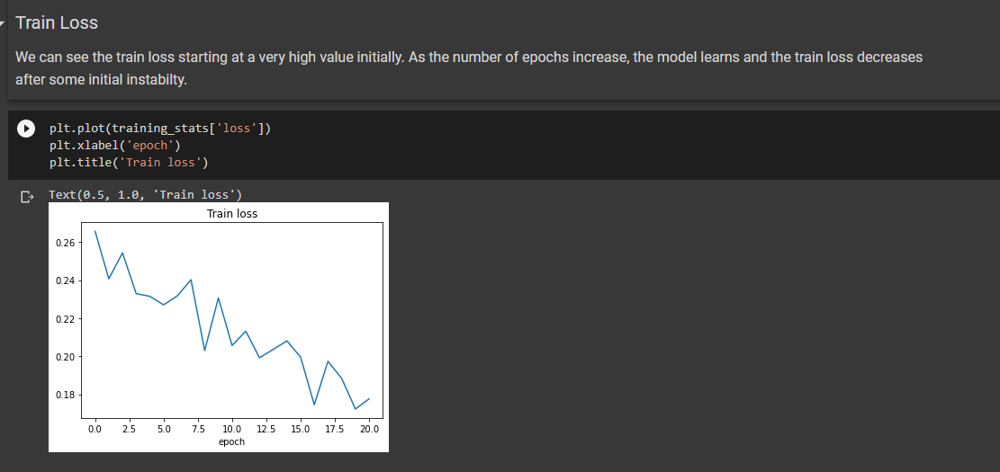 Train Loss
We can see the train loss starting at a very high value initially. As the number of epochs increase, the model learns and the train loss decreases
after some initial instabilty.
plt.plot(training_stats['loss'])
plt.xlabel('epoch')
plt.title('Train loss')
Text(0.5, 1.0, 'Train loss')
Train loss
0.26
0.24
0.22
0.20
0.18
0.0 2.5 5.0 7.5 10.0 12.5 15.0 17.5 20.0
epoch